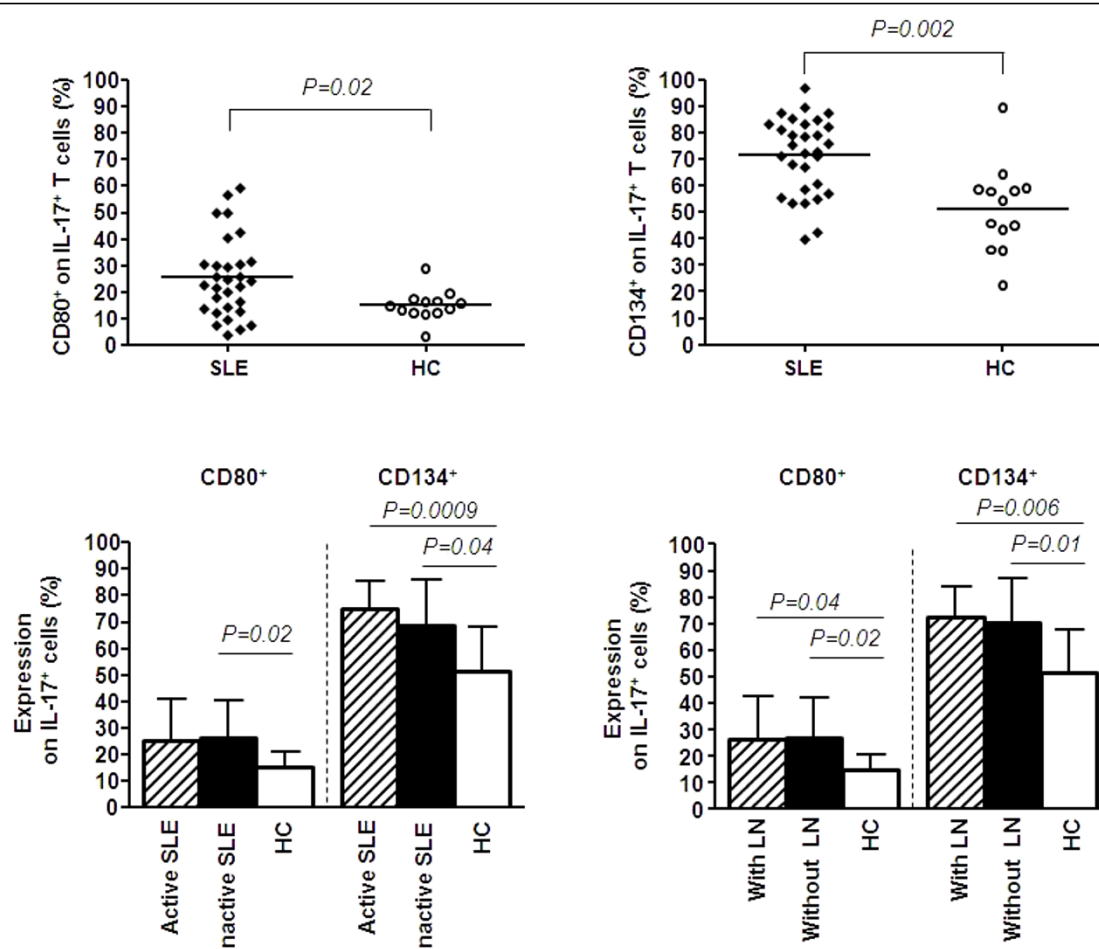 P=0.02
CD80⁺ on IL-17⁺ T cells (%)
100
90
80
70
60
50
40
30
20
10
0
SLE
HC
P=0.002
CD134⁺ on IL-17⁺ T cells (%)
100
90
80
70
60
50
40
30
20
10
0
SLE
HC
CD80⁺
CD134⁺
P=0.0009
P=0.04
P=0.02
Expression
on IL-17⁺ cells (%)
100
90
80
70
60
50
40
30
20
10
0
Active SLE
nactive SLE
HC
Active SLE
nactive SLE
HC
CD80⁺
CD134⁺
P=0.006
P=0.01
P=0.04
P=0.02
Expression
on IL-17⁺ cells (%)
100
90
80
70
60
50
40
30
20
10
0
With LN
Without LN
HC
With LN
Without LN
HC